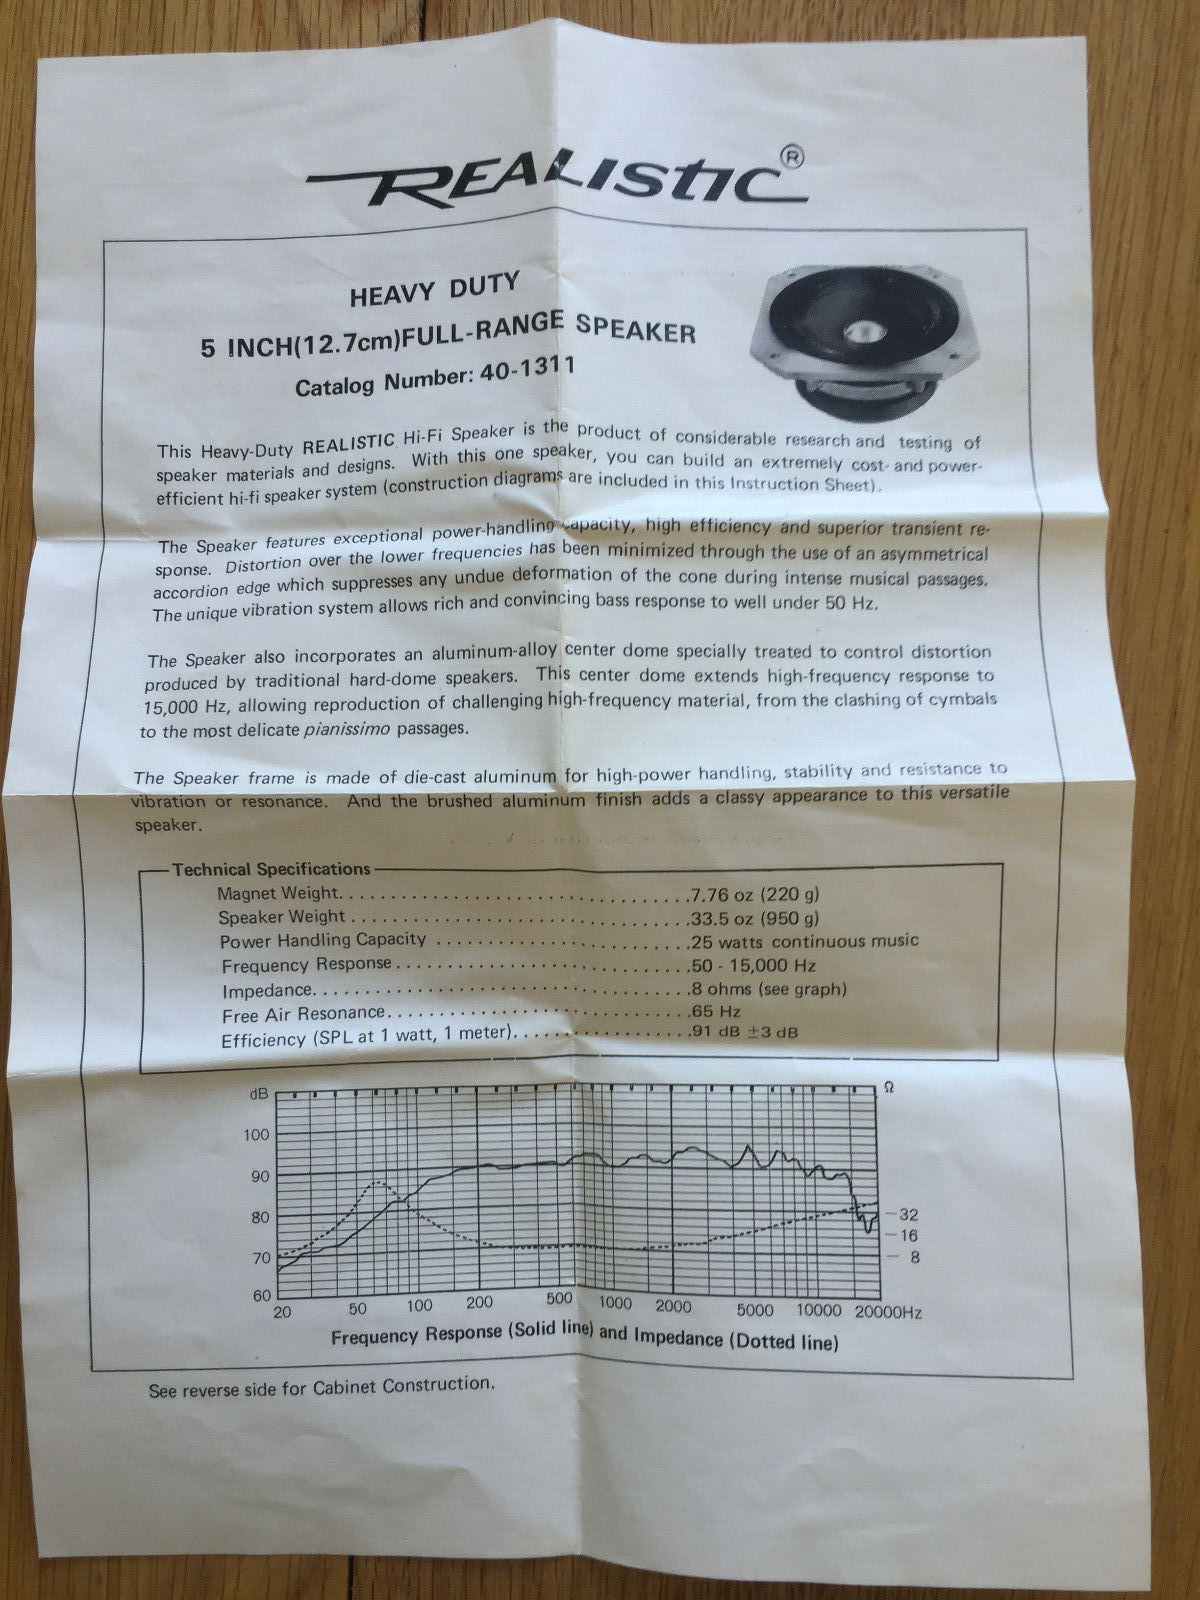 REALISTIC®
HEAVY DUTY
5 INCH(12.7cm)FULL-RANGE SPEAKER
Catalog Number: 40-1311
This Heavy-Duty REALISTIC Hi-Fi Speaker is the product of considerable research and testing of
speaker materials and designs. With this one speaker, you can build an extremely cost- and power-
efficient hi-fi speaker system (construction diagrams are included in this Instruction Sheet).
The Speaker features exceptional power-handling capacity, high efficiency and superior transient re-
sponse. Distortion over the lower frequencies has been minimized through the use of an asymmetrical
accordion edge which suppresses any undue deformation of the cone during intense musical passages.
The unique vibration system allows rich and convincing bass response to well under 50 Hz.
The Speaker also incorporates an aluminum-alloy center dome specially treated to control distortion
produced by traditional hard-dome speakers. This center dome extends high-frequency response to
15,000 Hz, allowing reproduction of challenging high-frequency material, from the clashing of cymbals
to the most delicate pianissimo passages.
The Speaker frame is made of die-cast aluminum for high-power handling, stability and resistance to
vibration or resonance. And the brushed aluminum finish adds a classy appearance to this versatile
speaker.
Technical Specifications
Magnet Weight. . . . . . . . . . . . . . . . . . . . . . . . . . . . . .7.76 oz (220 g)
Speaker Weight . . . . . . . . . . . . . . . . . . . . . . . . . . . . .33.5 oz (950 g)
Power Handling Capacity . . . . . . . . . . . . . . . . . . . . . .25 watts continuous music
Frequency Response . . . . . . . . . . . . . . . . . . . . . . . . .50 - 15,000 Hz
Impedance. . . . . . . . . . . . . . . . . . . . . . . . . . . . . . . .8 ohms (see graph)
Free Air Resonance. . . . . . . . . . . . . . . . . . . . . . . . . .65 Hz
Efficiency (SPL at 1 watt, 1 meter). . . . . . . . . . . . . . .91 dB ±3 dB
dB Ω
100
90
80 32
16
70 8
60
20 50 100 200 500 1000 2000 5000 10000 20000Hz
Frequency Response (Solid line) and Impedance (Dotted line)
See reverse side for Cabinet Construction.